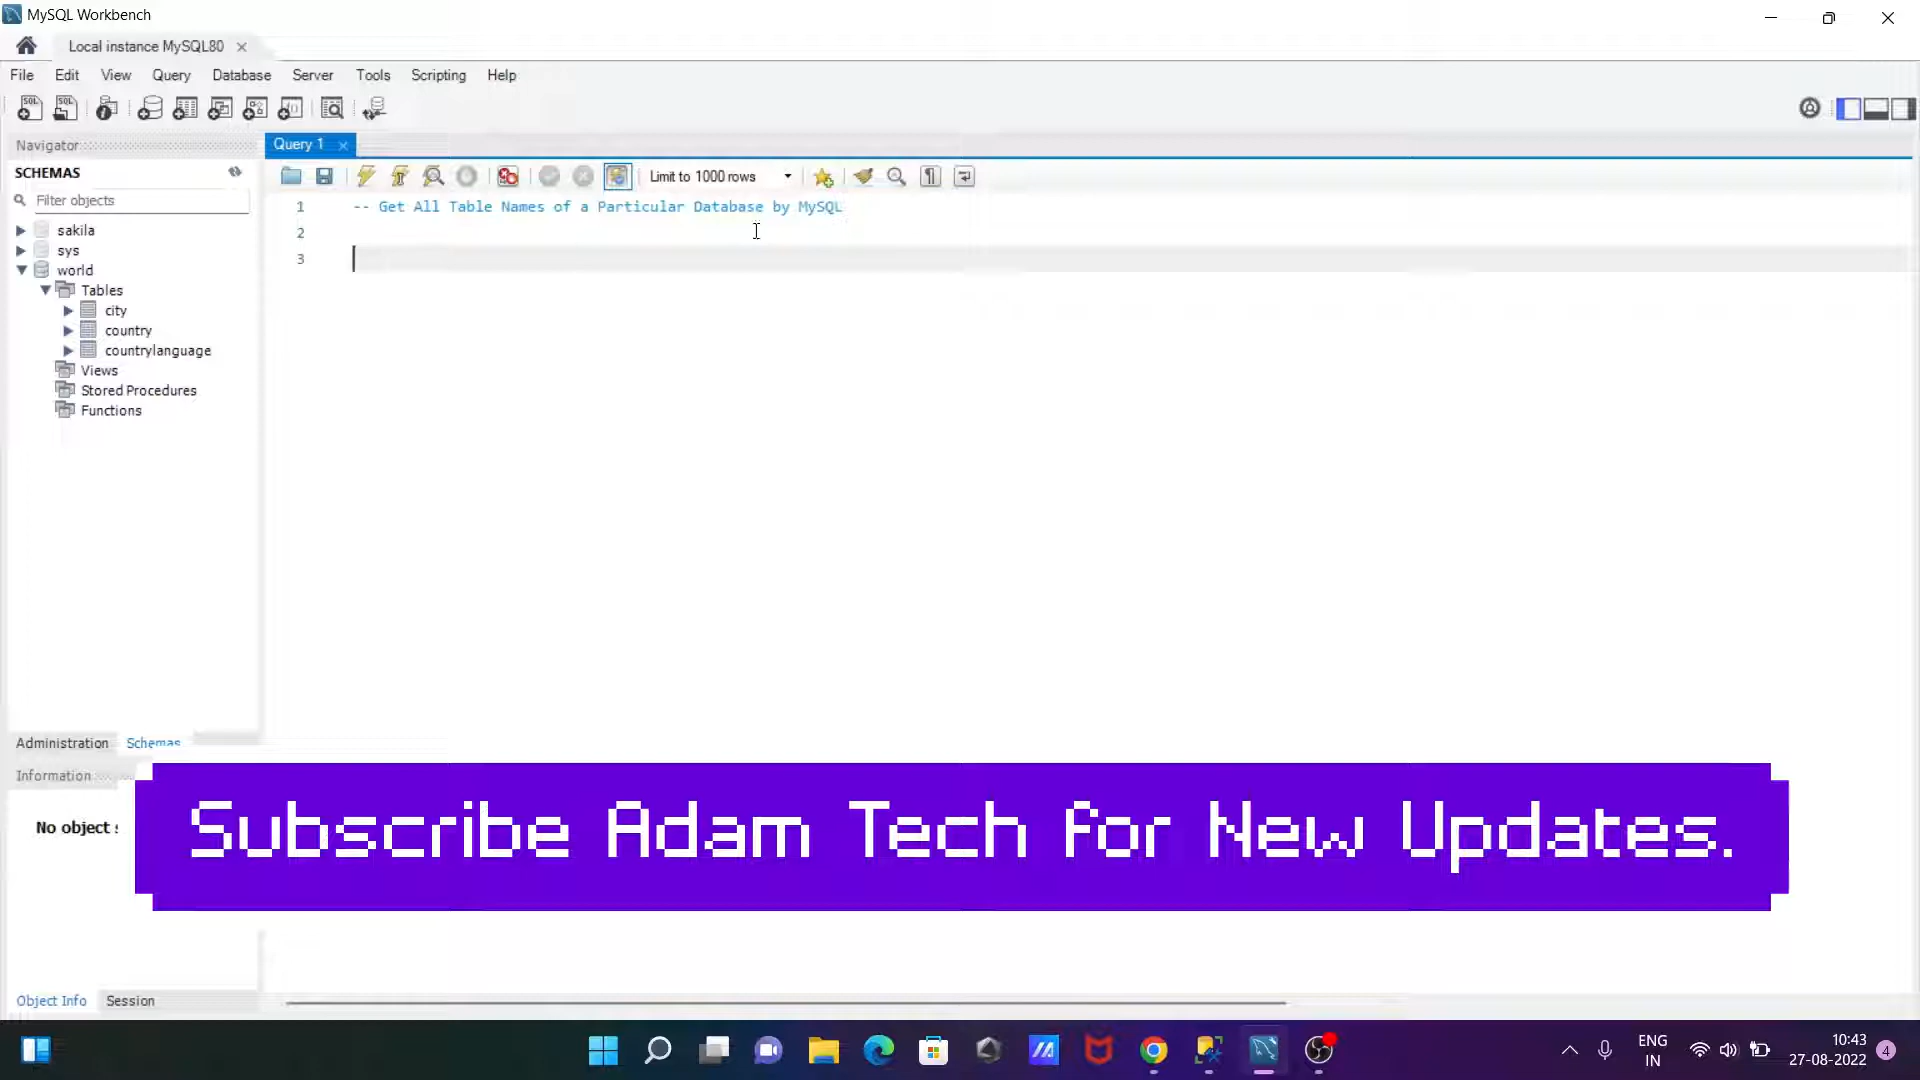 MySQL Workbench
Local instance MySQL80
File Edit View Query Database Server Tools Scripting Help
Navigator
Query 1
SCHEMAS
Limit to 1000 rows
Filter objects
1 -- Get All Table Names of a Particular Database by MySQL
2
3
sakila
sys
world
Tables
city
country
countrylanguage
Views
Stored Procedures
Functions
Administration Schemas
Information
No object
Subscribe Adam Tech for New Updates.
Object Info Session
ENG
IN
10:43
27-08-2022
4